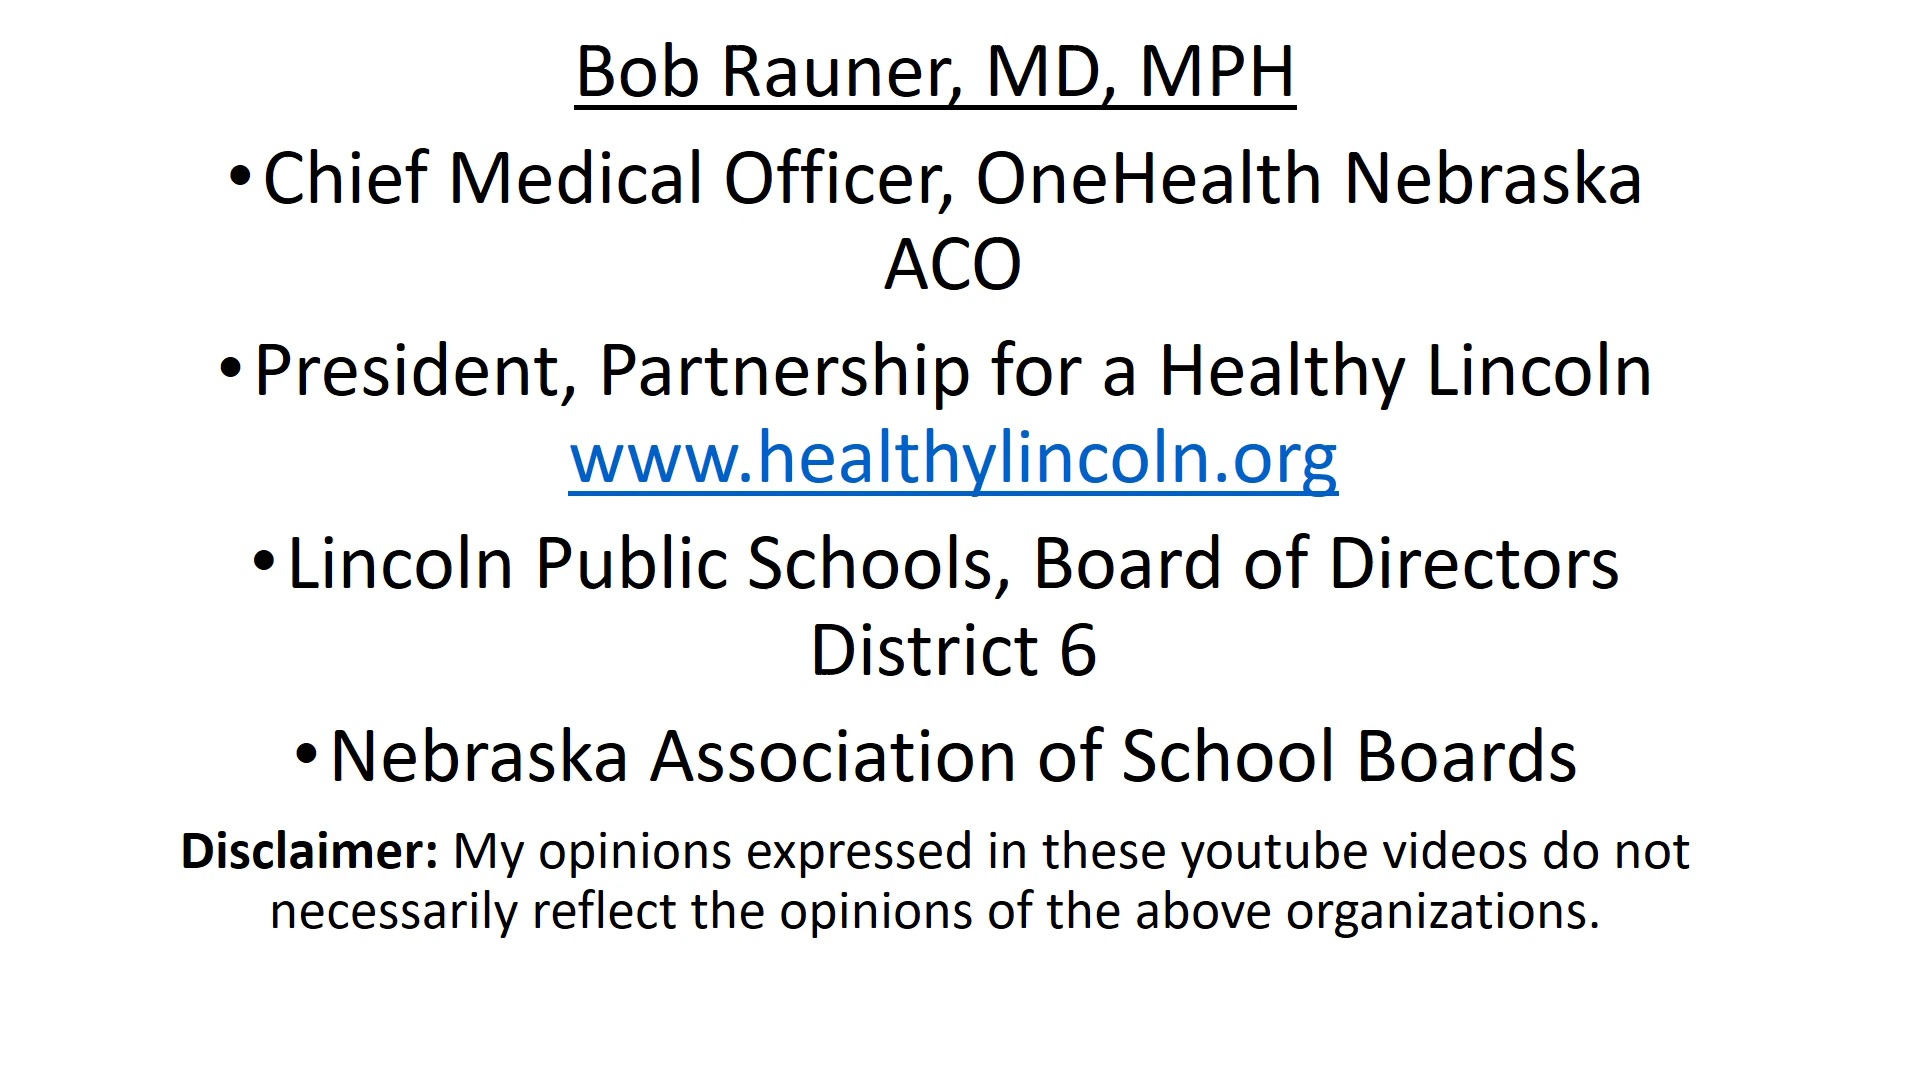 Bob Rauner, MD, MPH
•Chief Medical Officer, OneHealth Nebraska
ACO
•President, Partnership for a Healthy Lincoln
www.healthylincoln.org
•Lincoln Public Schools, Board of Directors
District 6
•Nebraska Association of School Boards
Disclaimer: My opinions expressed in these youtube videos do not
necessarily reflect the opinions of the above organizations.